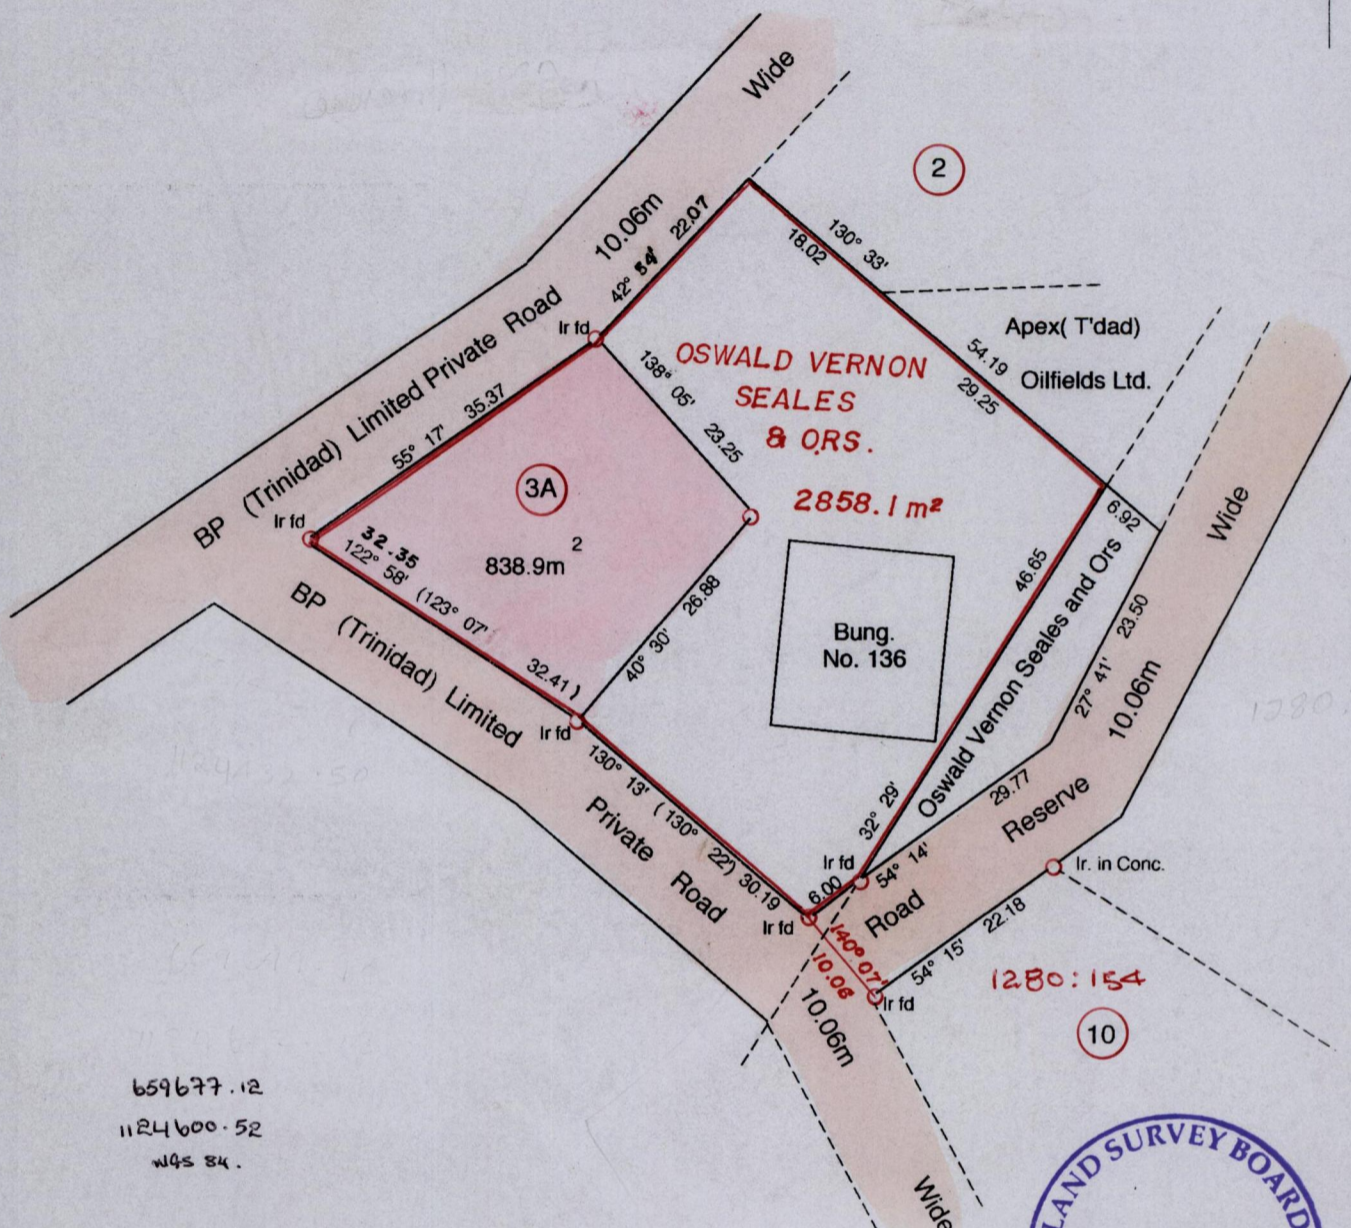 Wide
2
10.06m
42° 54' 22.07
18.02
130° 33'
Ir fd
Apex( T'dad)
Oilfields Ltd.
54.19
29.25
OSWALD VERNON
SEALES
& ORS.
2858.1 m²
138° 05' 23.25
BP (Trinidad) Limited Private Road
55° 17' 35.37
3A
838.9m²
Ir fd
32.35
122° 58' (123° 07' 32.41)
40° 30' 26.88
Ir fd
Bung.
No. 136
46.65
32° 29'
6.92
Oswald Vernon Seales and Ors
27° 41' 23.50
Wide
10.06m
BP (Trinidad) Limited
Private Road
130° 13' (130° 22') 30.19
Ir fd
6.00
Ir fd
54° 14' 29.77
Road Reserve
Ir. in Conc.
54° 15' 22.18
140° 07'
10.06
Ir fd
10.06m
Wide
1280:154
10
659677.12
1124600.52
WGS 84.
LAND SURVEY BOARD